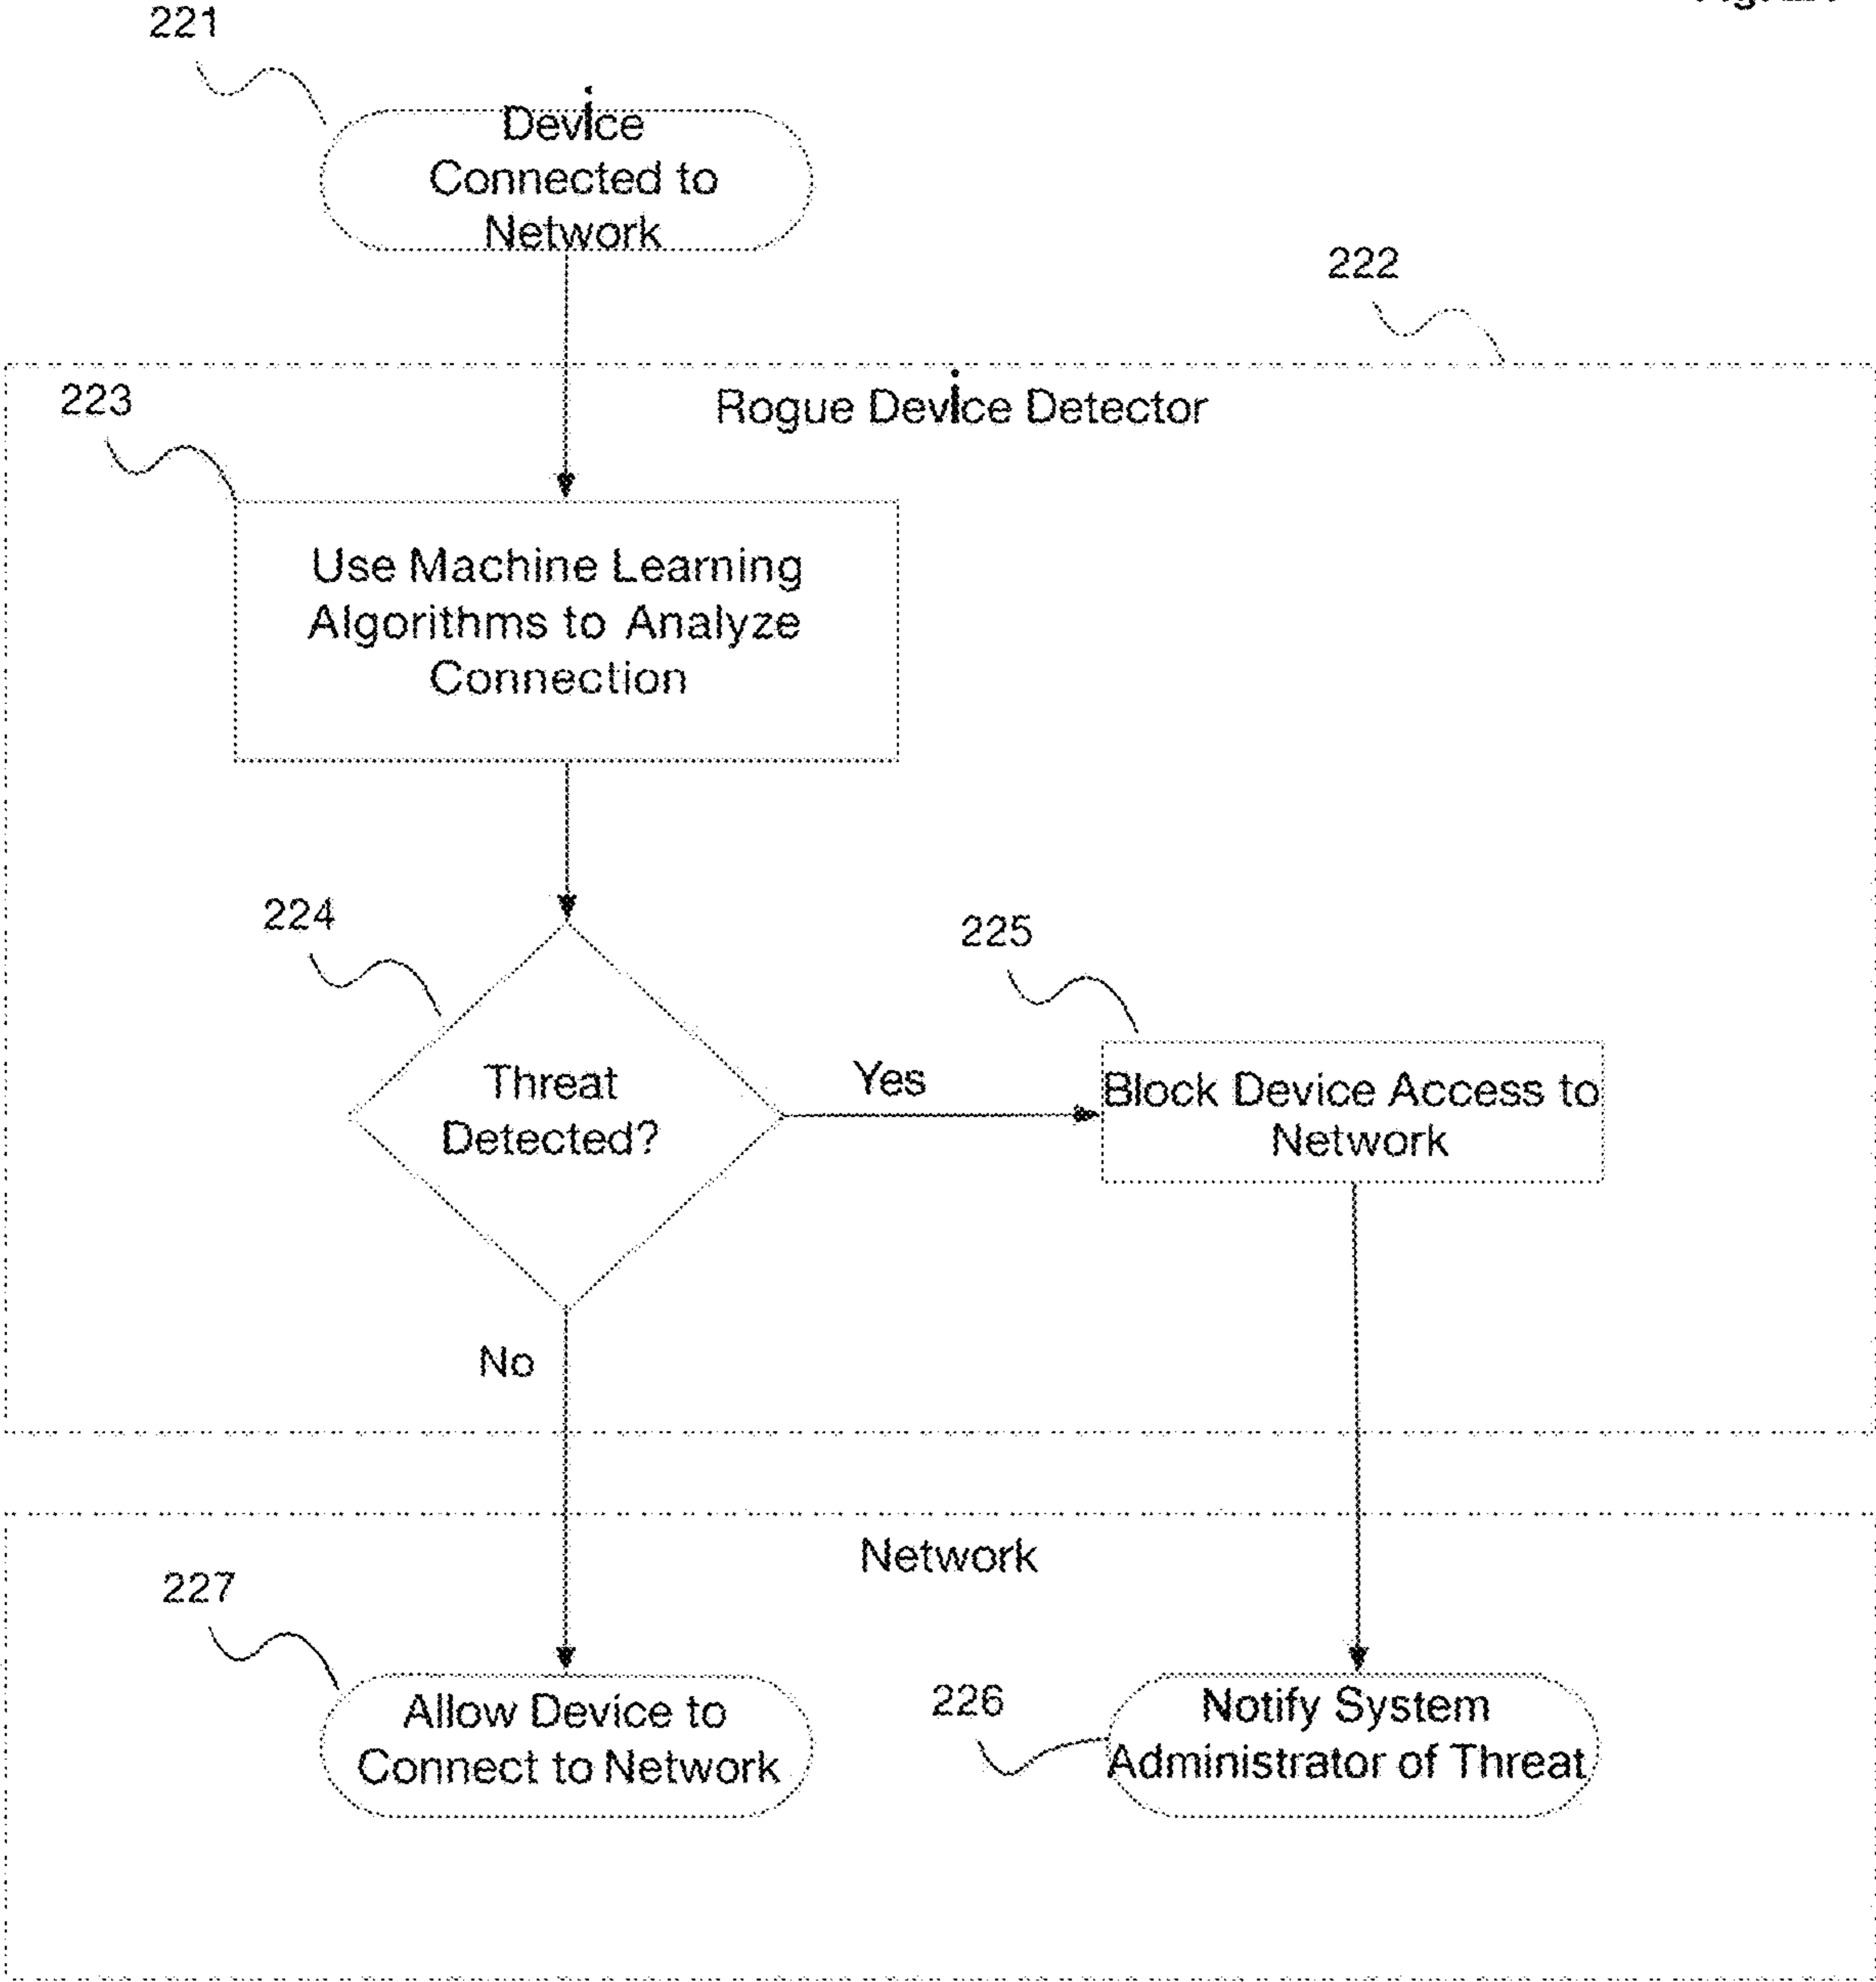 221
Device
Connected to
Network
222
223
Rogue Device Detector
Use Machine Learning
Algorithms to Analyze
Connection
224
225
Threat
Detected?
Yes
Block Device Access to
Network
No
Network
227
Allow Device to
Connect to Network
226
Notify System
Administrator of Threat